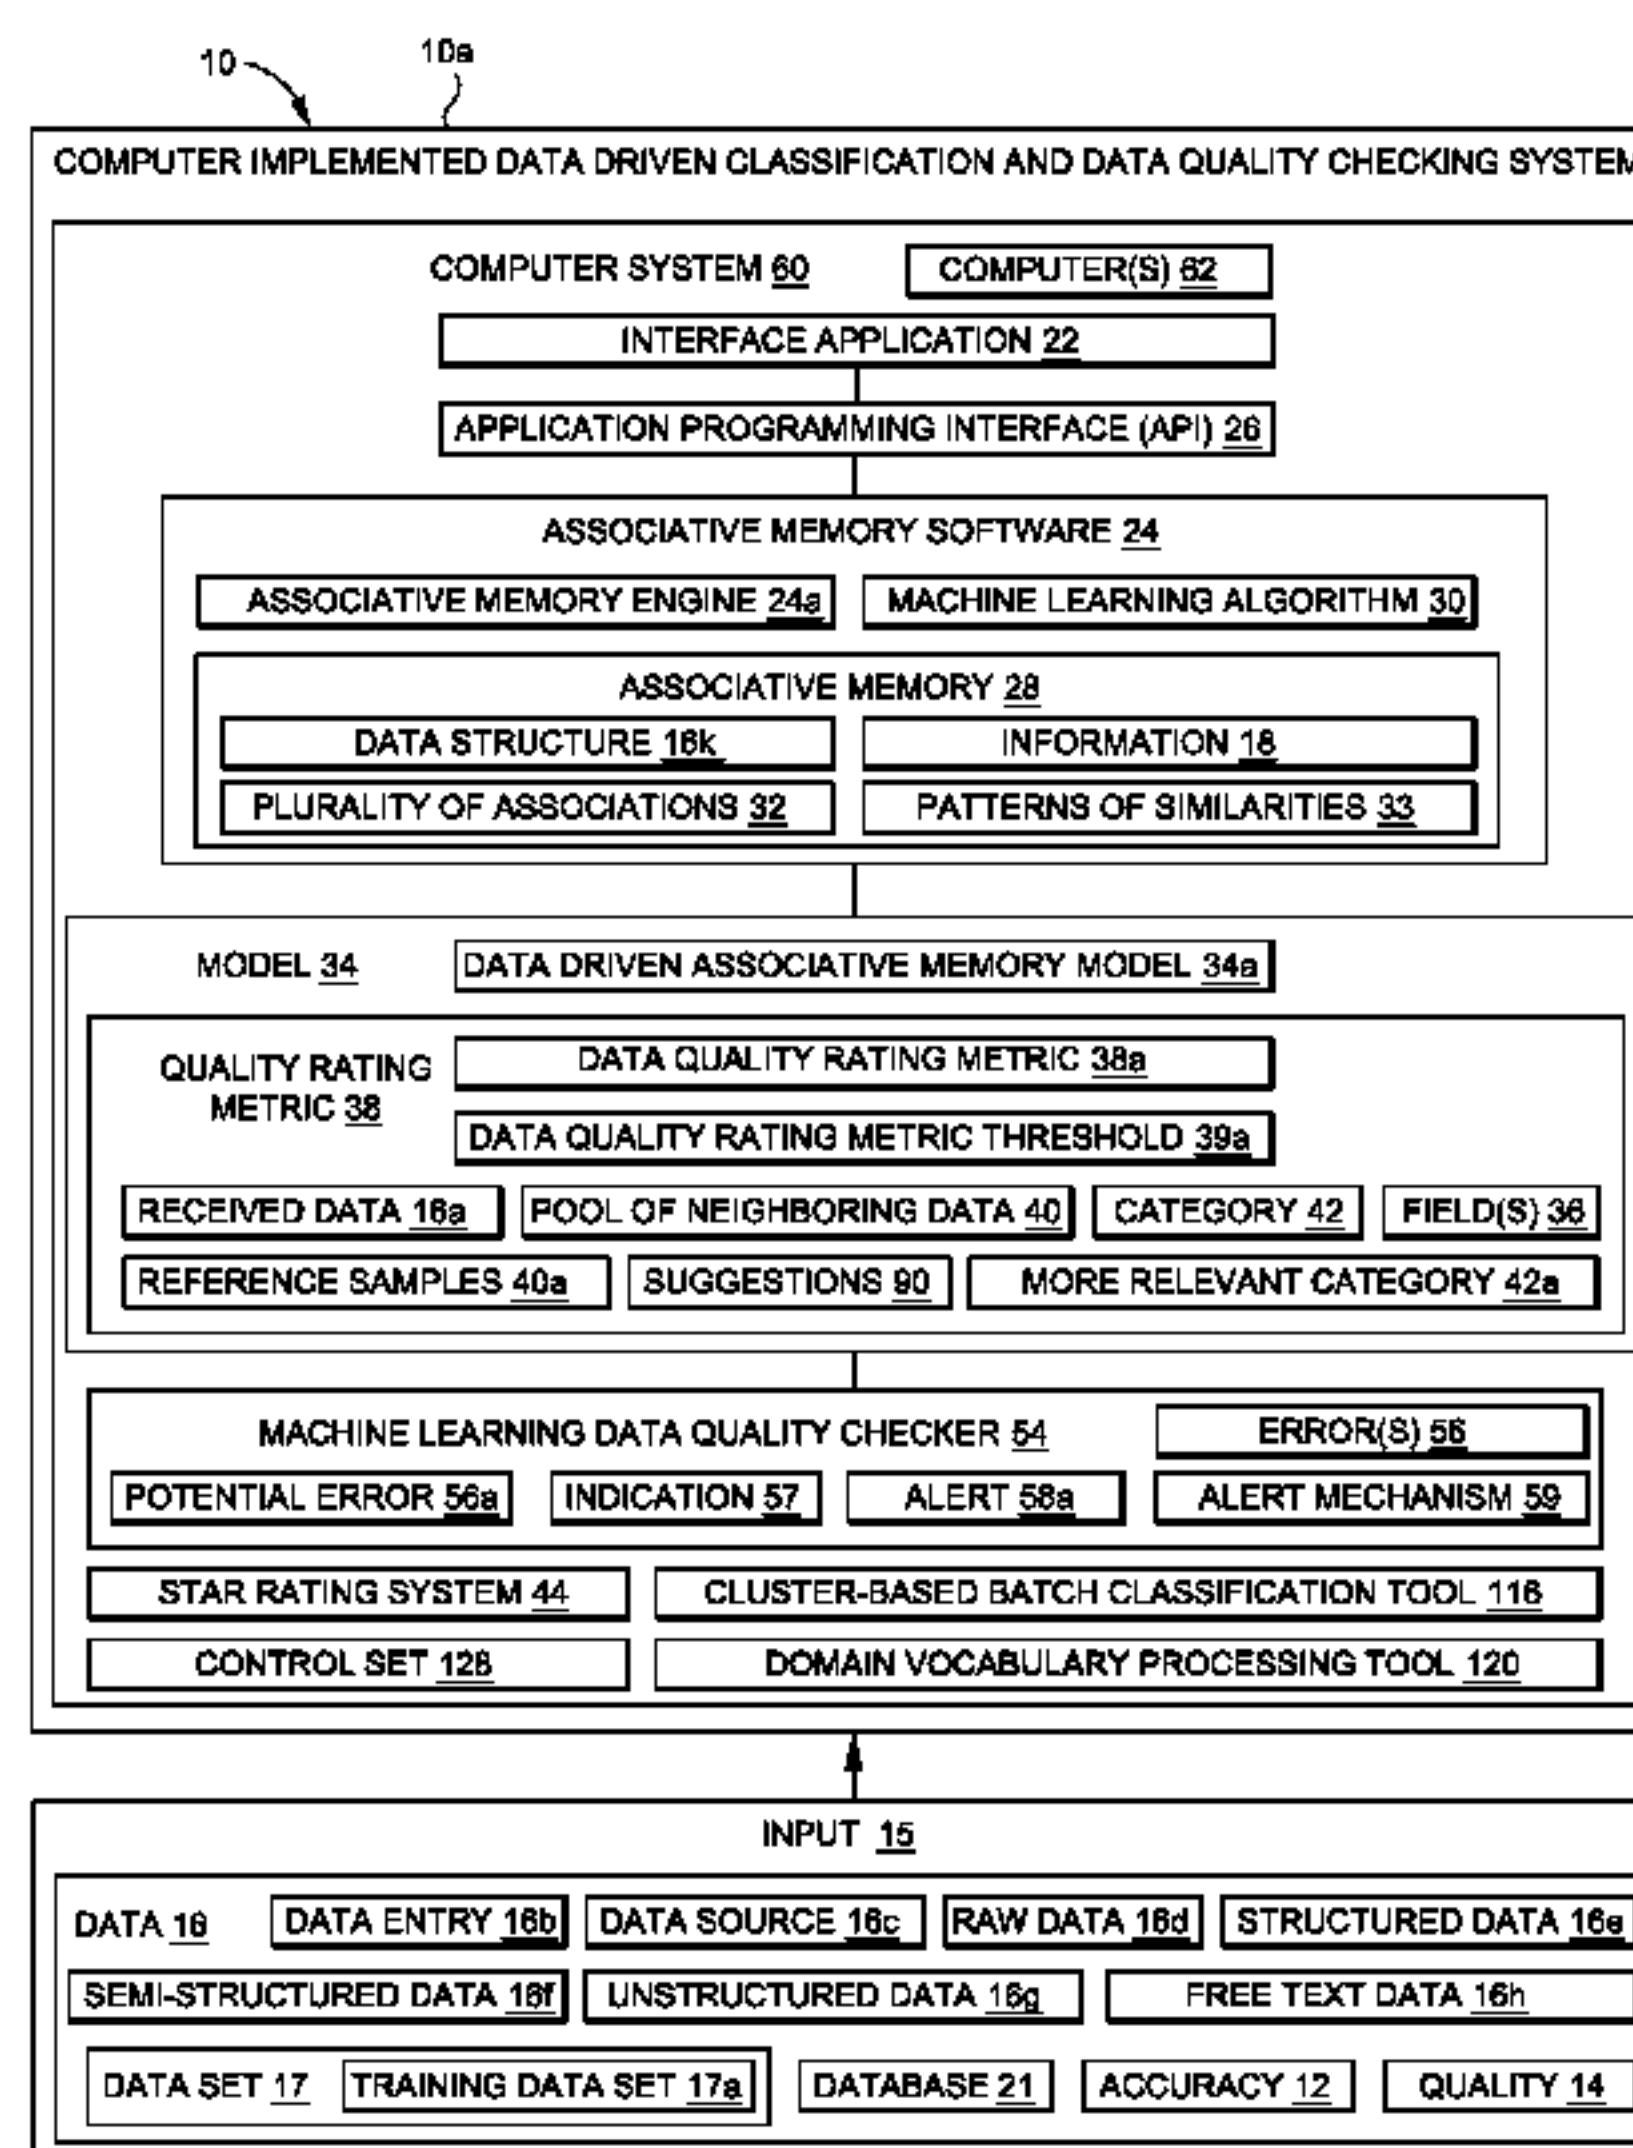 10
10a
COMPUTER IMPLEMENTED DATA DRIVEN CLASSIFICATION AND DATA QUALITY CHECKING SYSTEM
COMPUTER SYSTEM 60
COMPUTER(S) 62
INTERFACE APPLICATION 22
APPLICATION PROGRAMMING INTERFACE (API) 26
ASSOCIATIVE MEMORY SOFTWARE 24
ASSOCIATIVE MEMORY ENGINE 24a
MACHINE LEARNING ALGORITHM 30
ASSOCIATIVE MEMORY 28
DATA STRUCTURE 16k
INFORMATION 18
PLURALITY OF ASSOCIATIONS 32
PATTERNS OF SIMILARITIES 33
MODEL 34
DATA DRIVEN ASSOCIATIVE MEMORY MODEL 34a
QUALITY RATING
METRIC 38
DATA QUALITY RATING METRIC 38a
DATA QUALITY RATING METRIC THRESHOLD 39a
RECEIVED DATA 16a
POOL OF NEIGHBORING DATA 40
CATEGORY 42
FIELD(S) 36
REFERENCE SAMPLES 40a
SUGGESTIONS 90
MORE RELEVANT CATEGORY 42a
MACHINE LEARNING DATA QUALITY CHECKER 54
ERROR(S) 56
POTENTIAL ERROR 56a
INDICATION 57
ALERT 58a
ALERT MECHANISM 59
STAR RATING SYSTEM 44
CLUSTER-BASED BATCH CLASSIFICATION TOOL 116
CONTROL SET 128
DOMAIN VOCABULARY PROCESSING TOOL 120
INPUT 15
DATA 16
DATA ENTRY 16b
DATA SOURCE 16c
RAW DATA 16d
STRUCTURED DATA 16e
SEMI-STRUCTURED DATA 16f
UNSTRUCTURED DATA 16g
FREE TEXT DATA 16h
DATA SET 17
TRAINING DATA SET 17a
DATABASE 21
ACCURACY 12
QUALITY 14